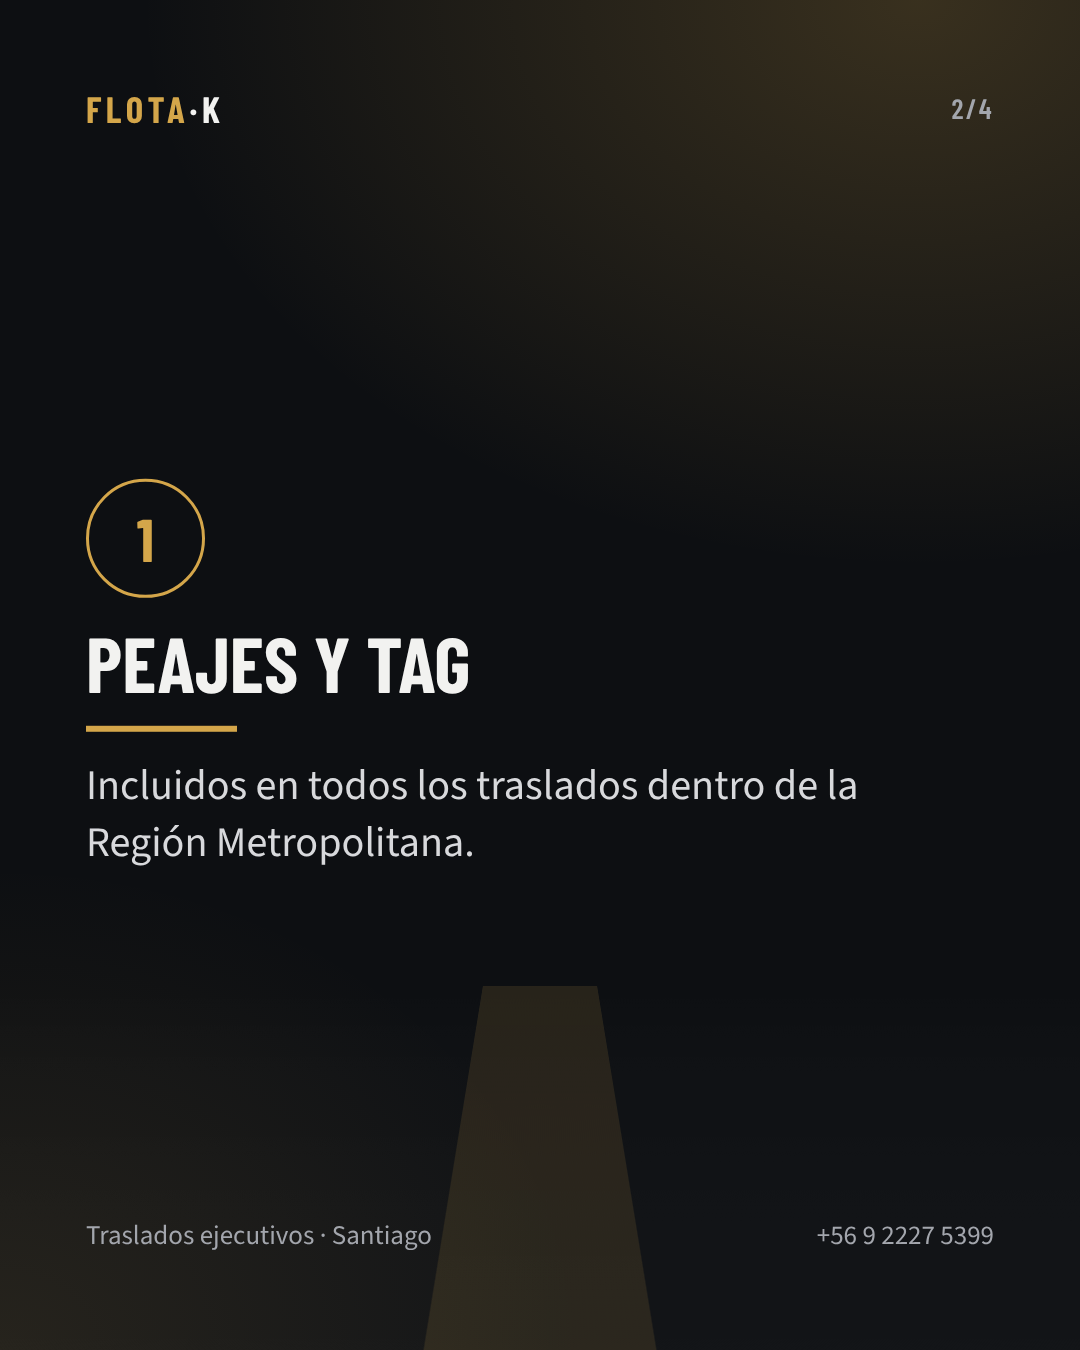 FLOTA·K
2/4
1
PEAJES Y TAG
Incluidos en todos los traslados dentro de la
Región Metropolitana.
Traslados ejecutivos · Santiago
+56 9 2227 5399